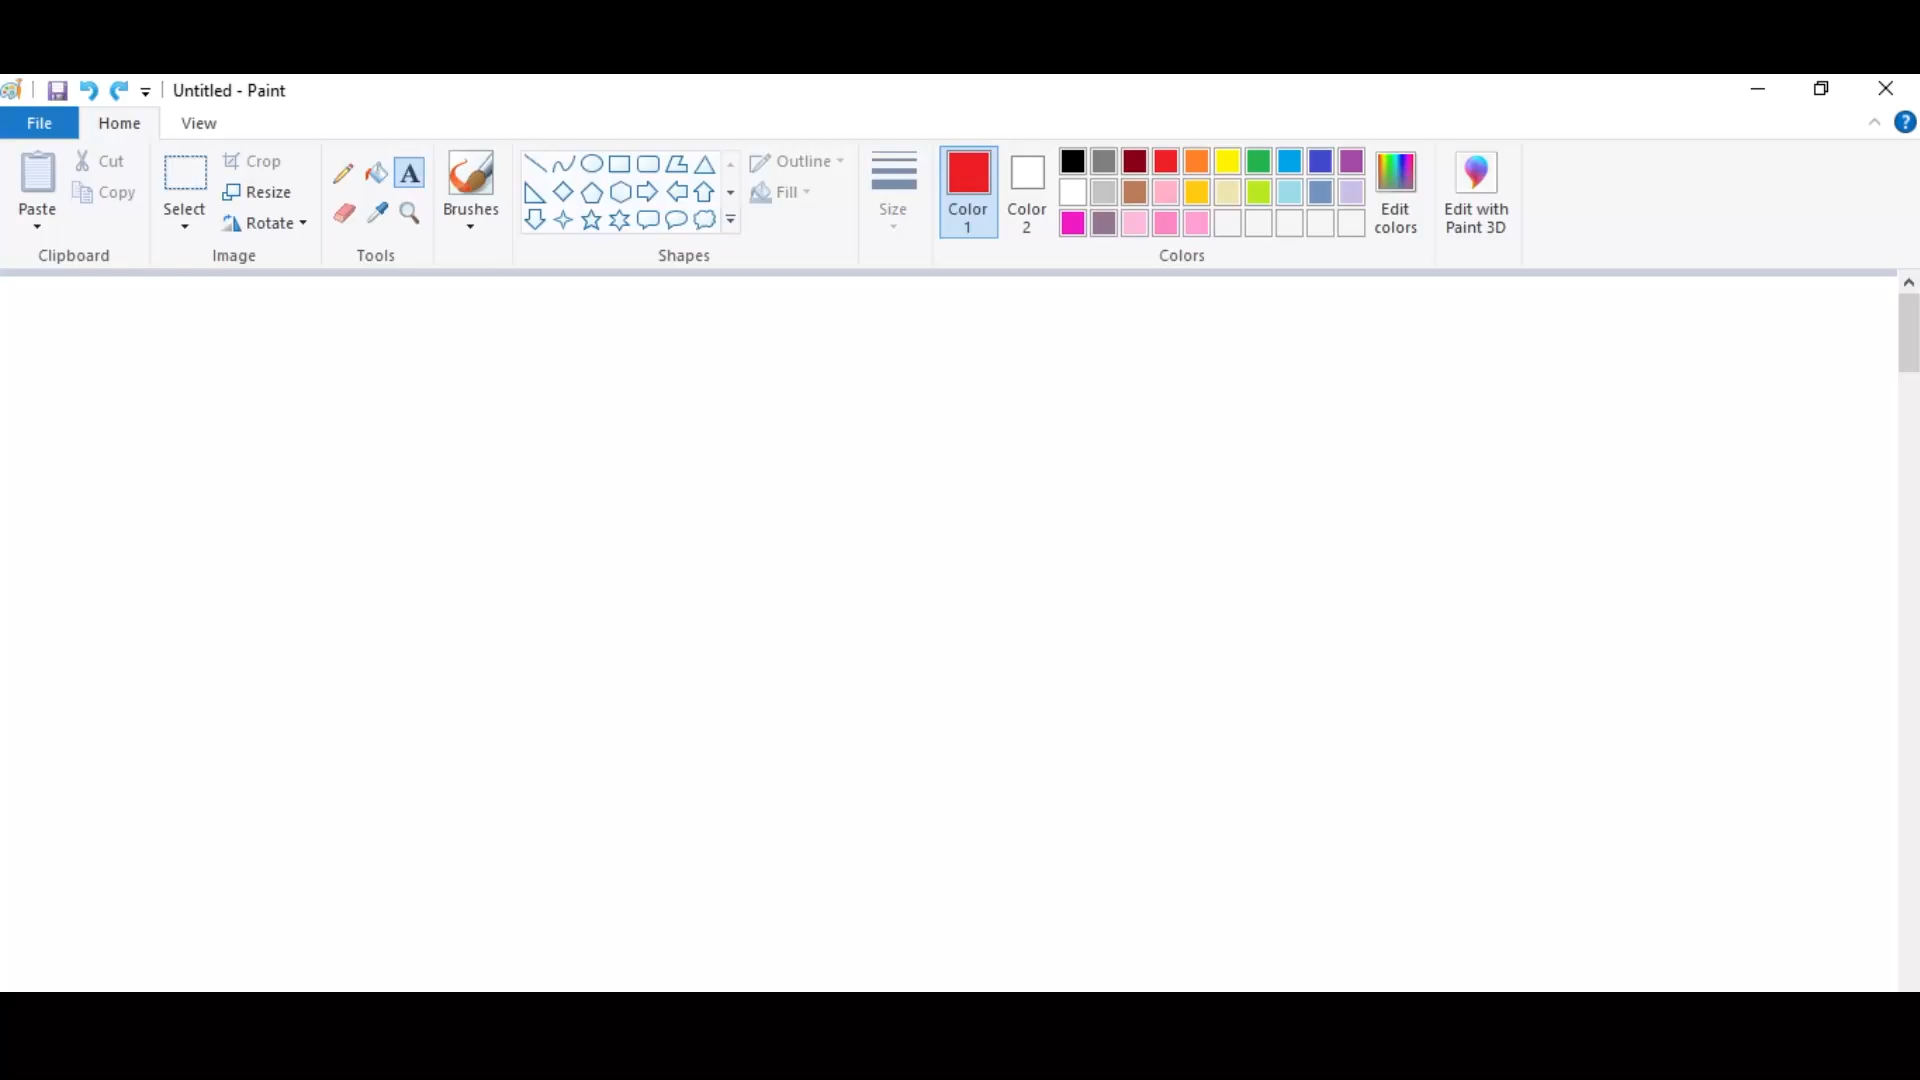 Untitled - Paint
File Home View
Paste Cut Copy
Clipboard
Select Crop Resize Rotate
Image
A
Tools
Brushes
Shapes
Outline
Fill
Size
Color 1
Color 2
Edit colors
Colors
Edit with Paint 3D
?